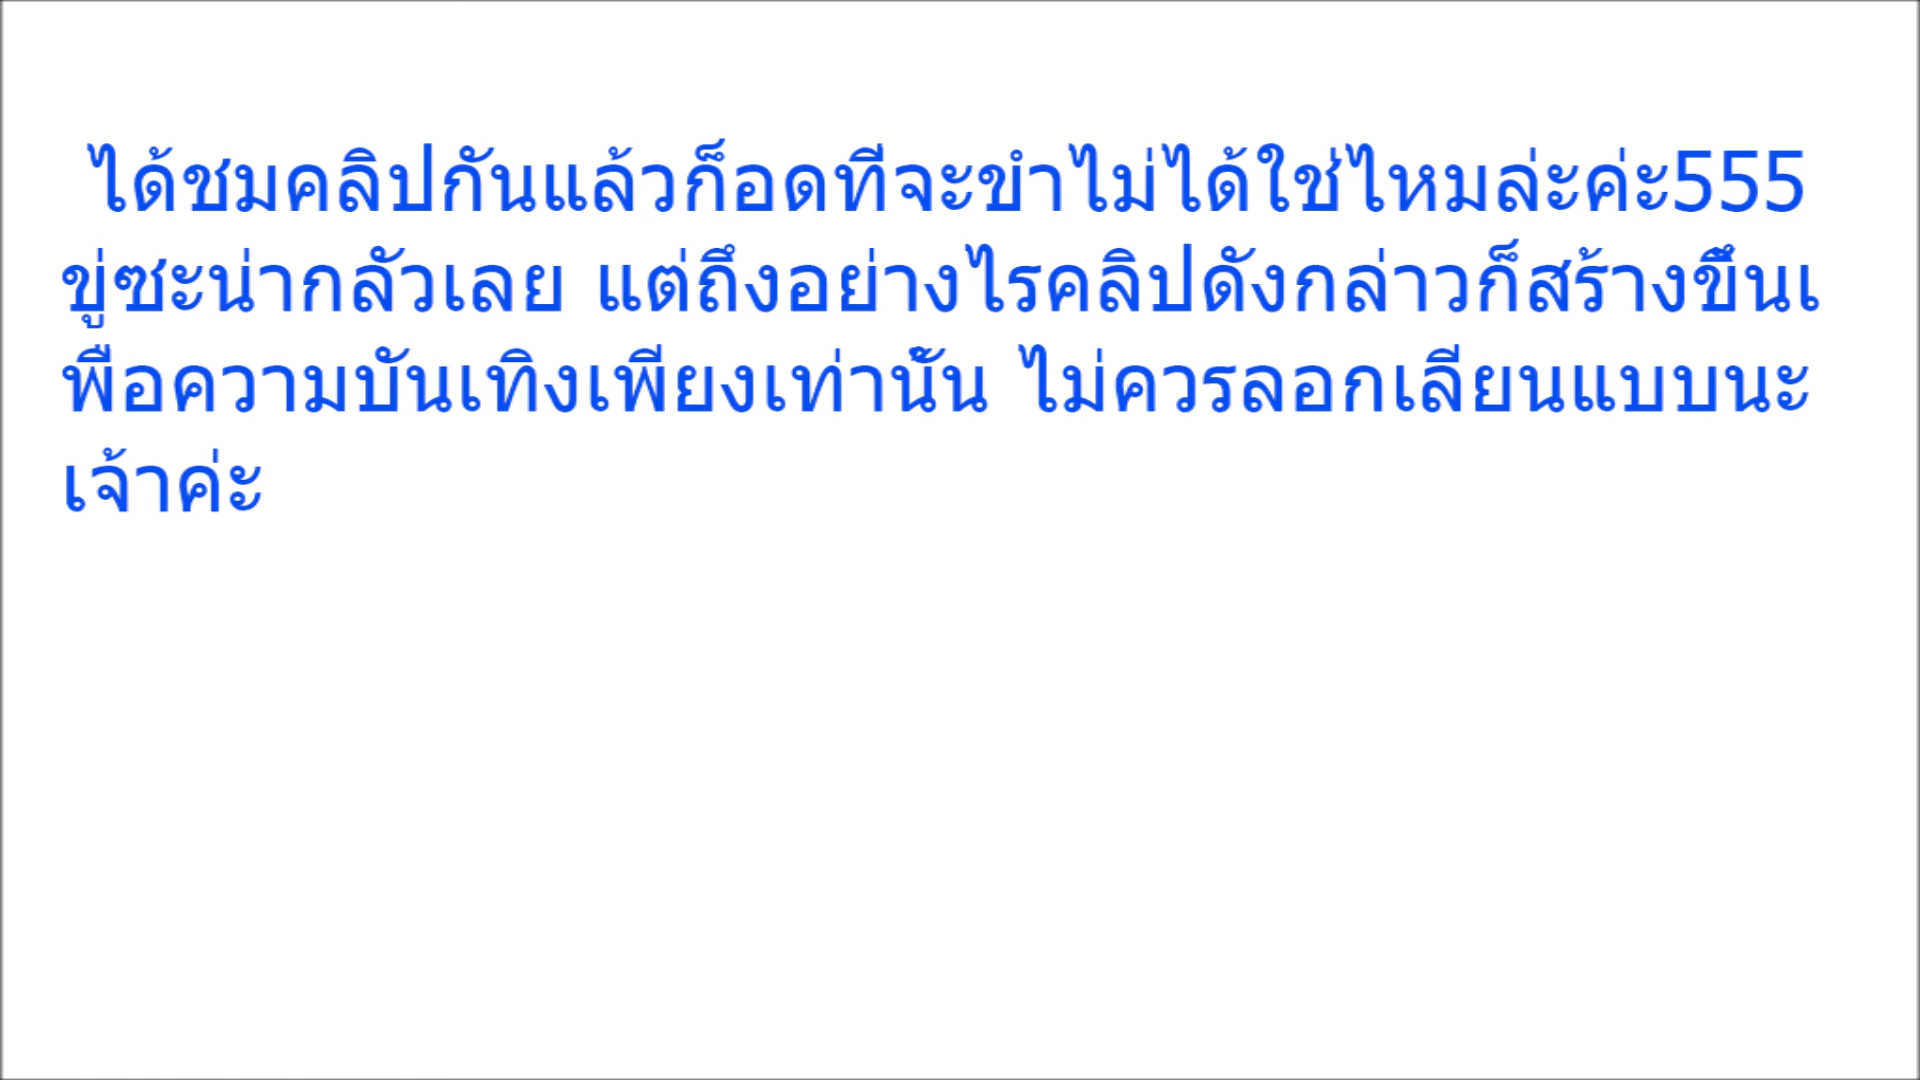 ได้ชมคลิปกันแล้วก็อดที่จะขำไม่ได้ใช่ไหมล่ะค่ะ555
ขู่ซะน่ากลัวเลย แต่ถึงอย่างไรคลิปดังกล่าวก็สร้างขึ้นเ
พื่อความบันเทิงเพียงเท่านั้น ไม่ควรลอกเลียนแบบนะ
เจ้าค่ะ